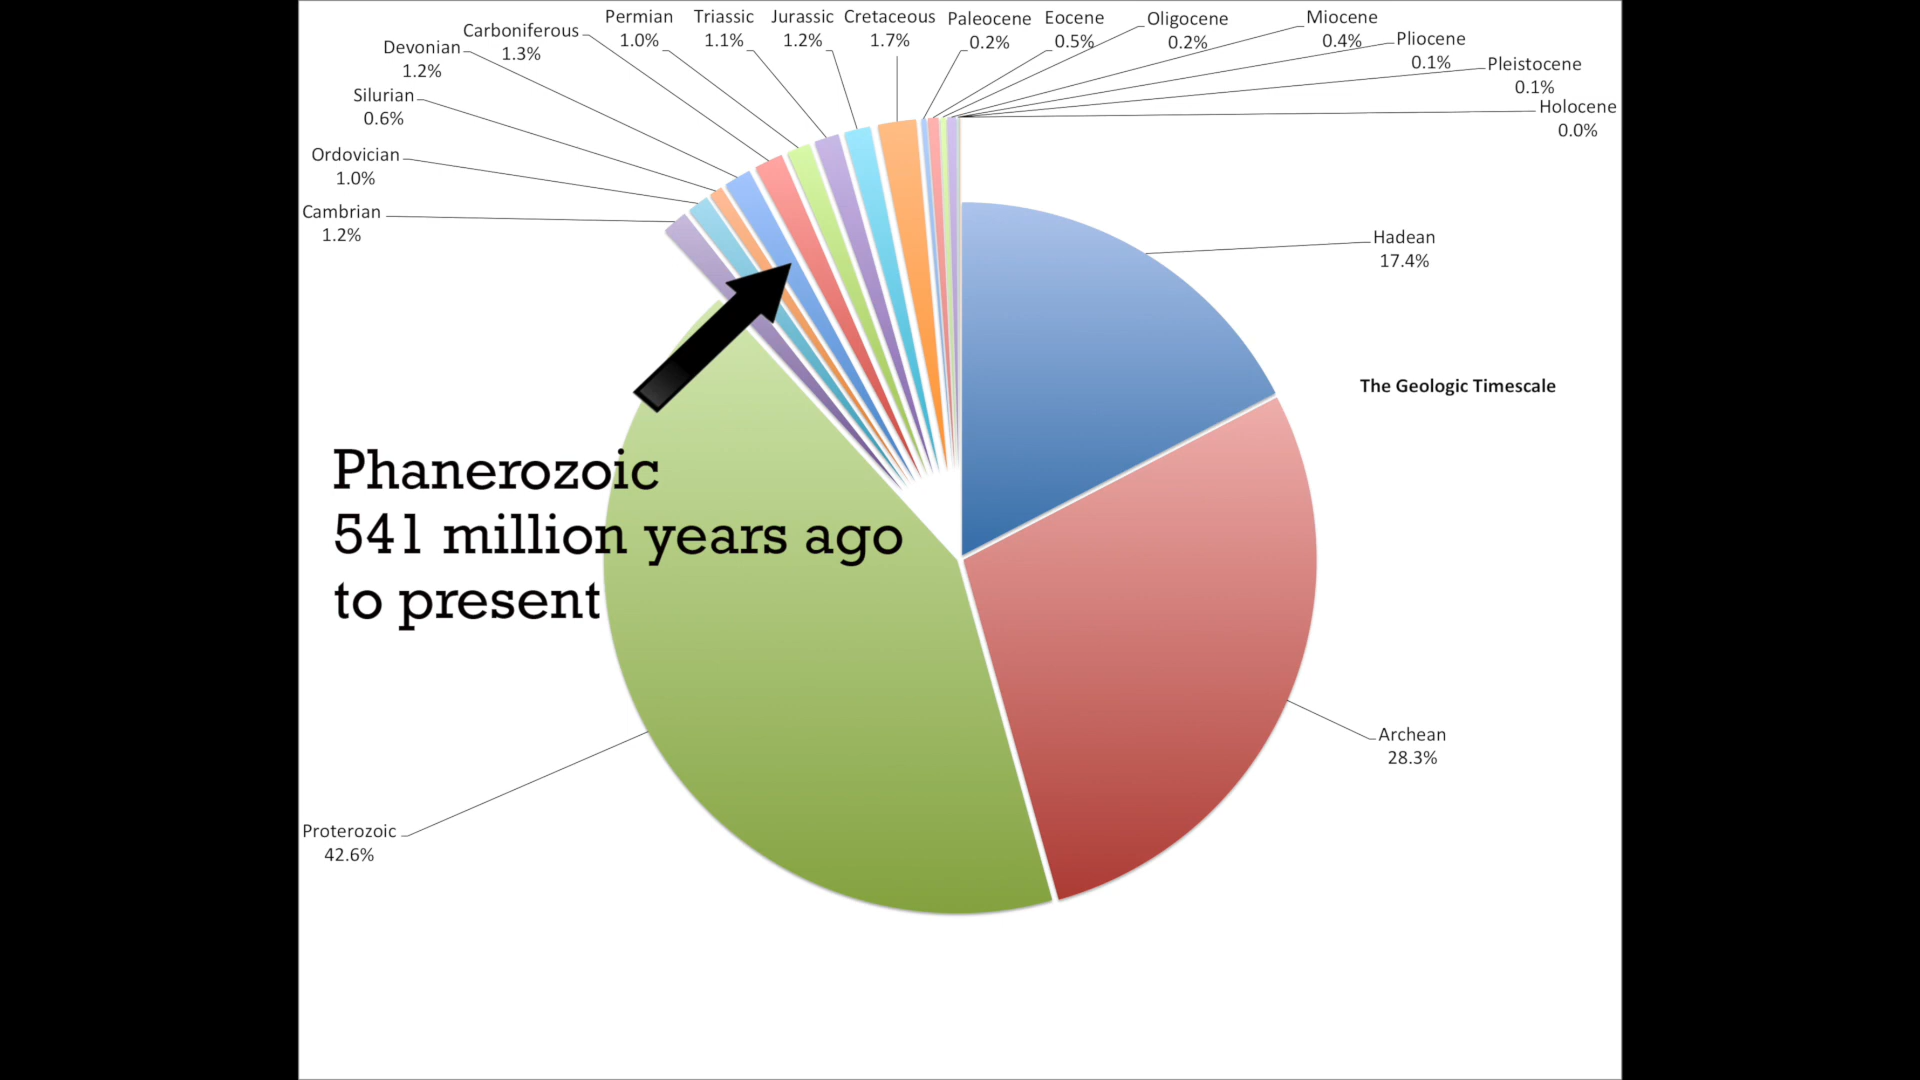 Permian
1.0%
Triassic
1.1%
Jurassic
1.2%
Cretaceous
1.7%
Paleocene
0.2%
Eocene
0.5%
Oligocene
0.2%
Miocene
0.4%
Pliocene
0.1%
Pleistocene
0.1%
Holocene
0.0%
Carboniferous
1.3%
Devonian
1.2%
Silurian
0.6%
Ordovician
1.0%
Cambrian
1.2%
Hadean
17.4%
The Geologic Timescale
Phanerozoic
541 million years ago
to present
Archean
28.3%
Proterozoic
42.6%